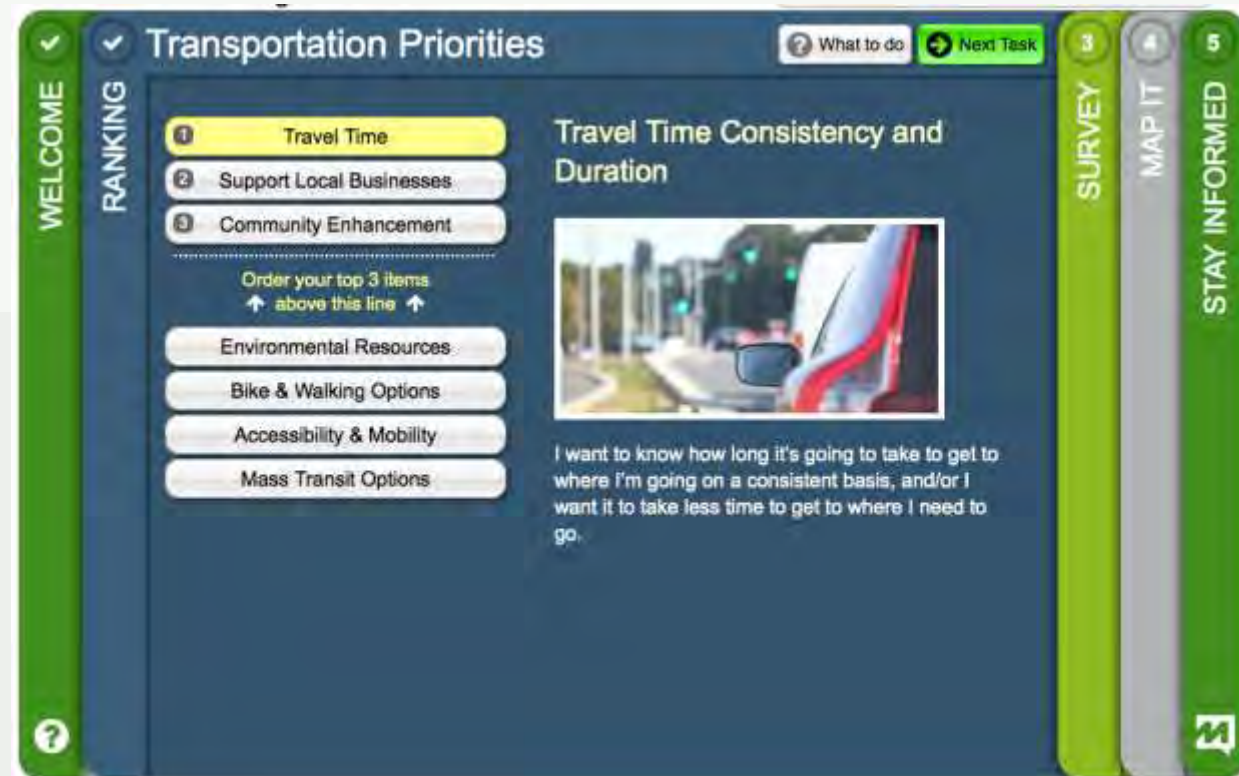 WELCOME
RANKING
Transportation Priorities
What to do
Next Task
1 Travel Time
2 Support Local Businesses
3 Community Enhancement
Order your top 3 items
above this line
Environmental Resources
Bike & Walking Options
Accessibility & Mobility
Mass Transit Options
Travel Time Consistency and
Duration
I want to know how long it's going to take to get to
where I'm going on a consistent basis, and/or I
want it to take less time to get to where I need to
go.
3 SURVEY
4 MAP IT
5 STAY INFORMED